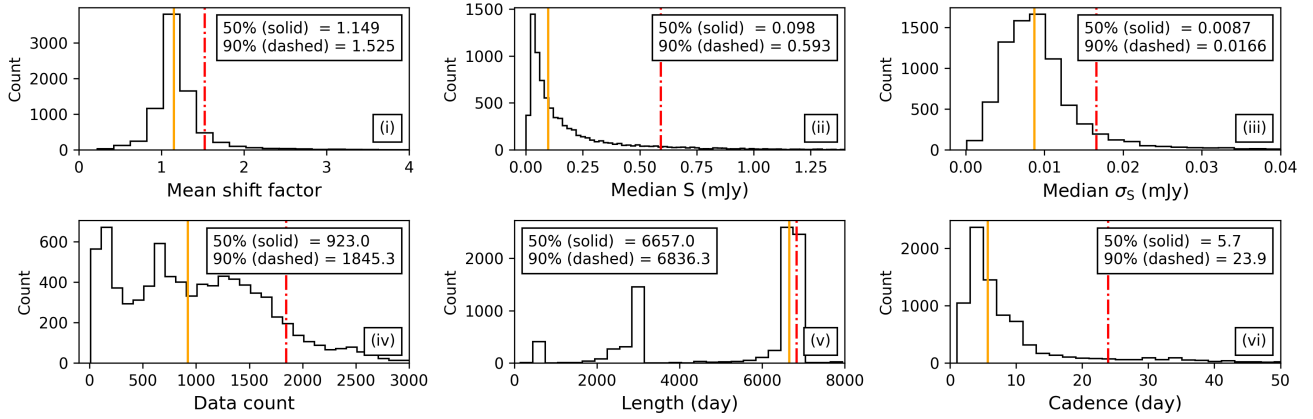 50% (solid) = 1.149
90% (dashed) = 1.525
(i)
Count
0
1000
2000
3000
0 1 2 3 4
Mean shift factor
50% (solid) = 0.098
90% (dashed) = 0.593
(ii)
Count
0
500
1000
1500
0.00 0.25 0.50 0.75 1.00 1.25
Median S (mJy)
50% (solid) = 0.0087
90% (dashed) = 0.0166
(iii)
Count
0
500
1000
1500
0.00 0.01 0.02 0.03 0.04
Median σS (mJy)
50% (solid) = 923.0
90% (dashed) = 1845.3
(iv)
Count
0
200
400
600
0 500 1000 1500 2000 2500 3000
Data count
50% (solid) = 6657.0
90% (dashed) = 6836.3
(v)
Count
0
1000
2000
0 2000 4000 6000 8000
Length (day)
50% (solid) = 5.7
90% (dashed) = 23.9
(vi)
Count
0
1000
2000
0 10 20 30 40 50
Cadence (day)